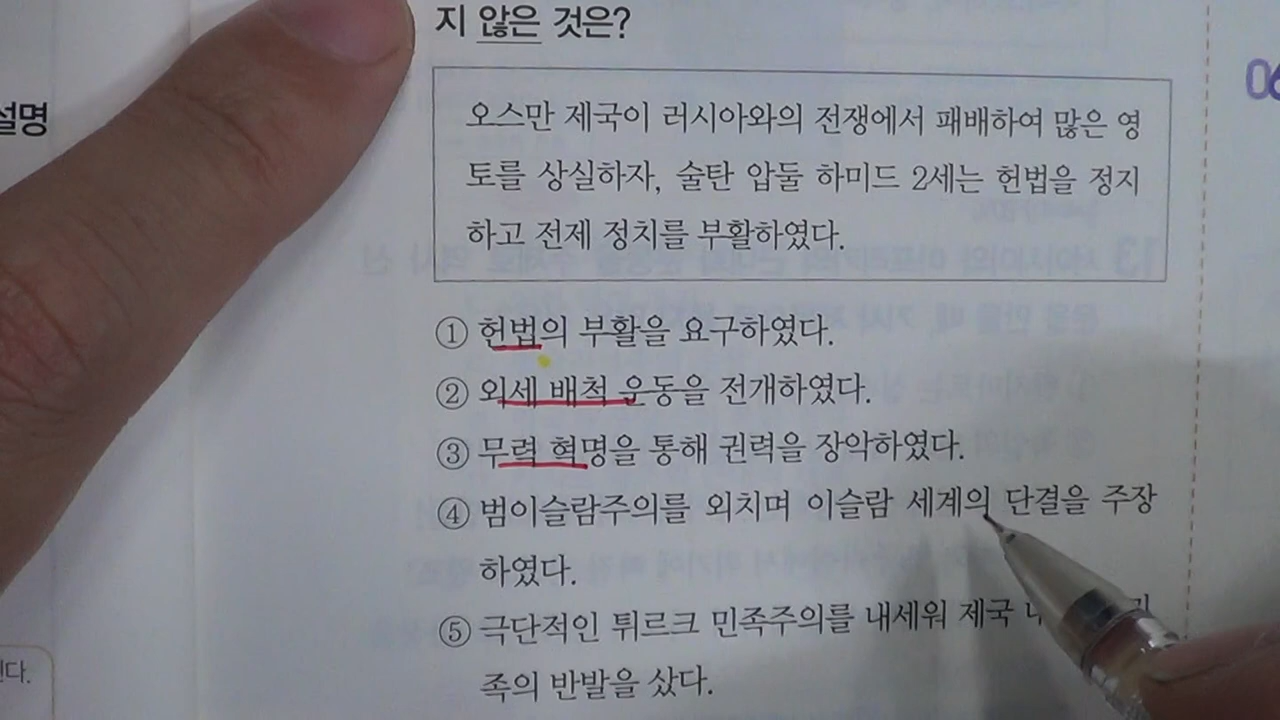 지 않은 것은?
06
설명
오스만 제국이 러시아와의 전쟁에서 패배하여 많은 영
토를 상실하자, 술탄 압둘 하미드 2세는 헌법을 정지
하고 전제 정치를 부활하였다.
① 헌법의 부활을 요구하였다.
② 외세 배척 운동을 전개하였다.
③ 무력 혁명을 통해 권력을 장악하였다.
④ 범이슬람주의를 외치며 이슬람 세계의 단결을 주장
하였다.
⑤ 극단적인 튀르크 민족주의를 내세워 제국
족의 반발을 샀다.